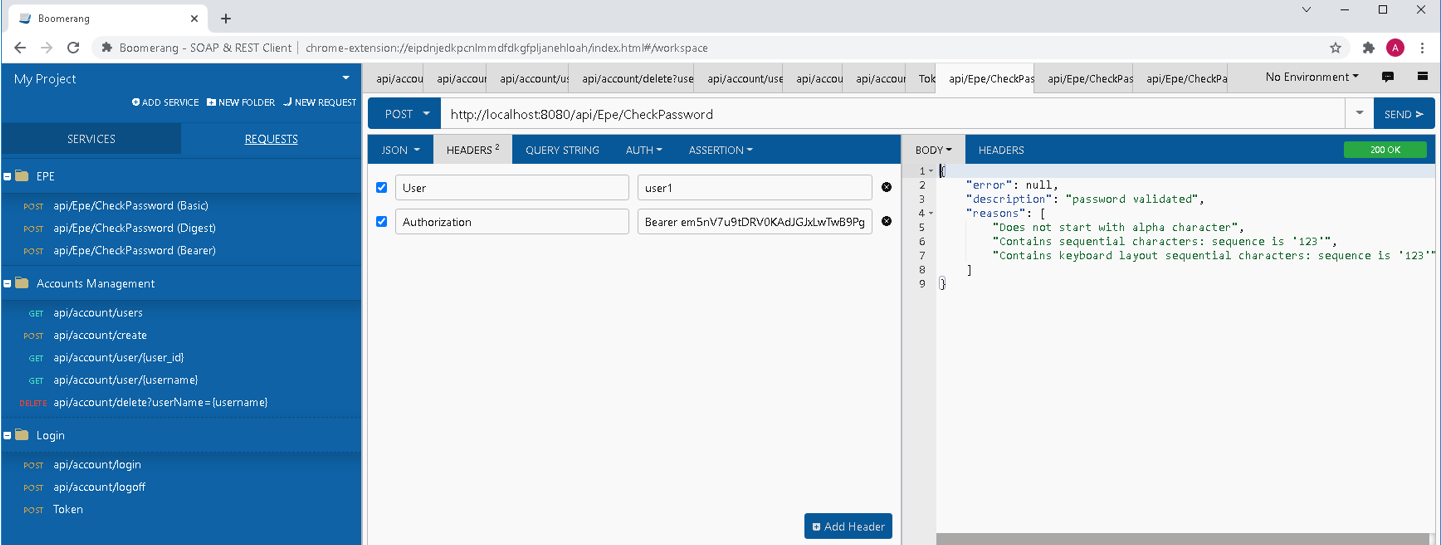 Boomerang
Boomerang - SOAP & REST Client | chrome-extension://eipdnjedkpcnlmmdfdkgfpljanehloah/index.html#/workspace
A
My Project
ADD SERVICE NEW FOLDER NEW REQUEST
SERVICES REQUESTS
EPE
POST api/Epe/CheckPassword (Basic)
POST api/Epe/CheckPassword (Digest)
POST api/Epe/CheckPassword (Bearer)
Accounts Management
GET api/account/users
POST api/account/create
GET api/account/user/{user_id}
GET api/account/user/{username}
DELETE api/account/delete?userName={username}
Login
POST api/account/login
POST api/account/logoff
POST Token
api/accou api/accoun api/account/us api/account/delete?use api/account/use api/accou api/accoun Tok api/Epe/CheckPas api/Epe/CheckPas api/Epe/CheckPa No Environment
POST http://localhost:8080/api/Epe/CheckPassword SEND
JSON HEADERS 2 QUERY STRING AUTH ASSERTION
User user1
Authorization Bearer em5nV7u9tDRV0KAdJGJxLwTwB9Pg
Add Header
BODY HEADERS 200 OK
1 {
2 "error": null,
3 "description": "password validated",
4 "reasons": [
5 "Does not start with alpha character",
6 "Contains sequential characters: sequence is '123'",
7 "Contains keyboard layout sequential characters: sequence is '123'"
8 ]
9 }